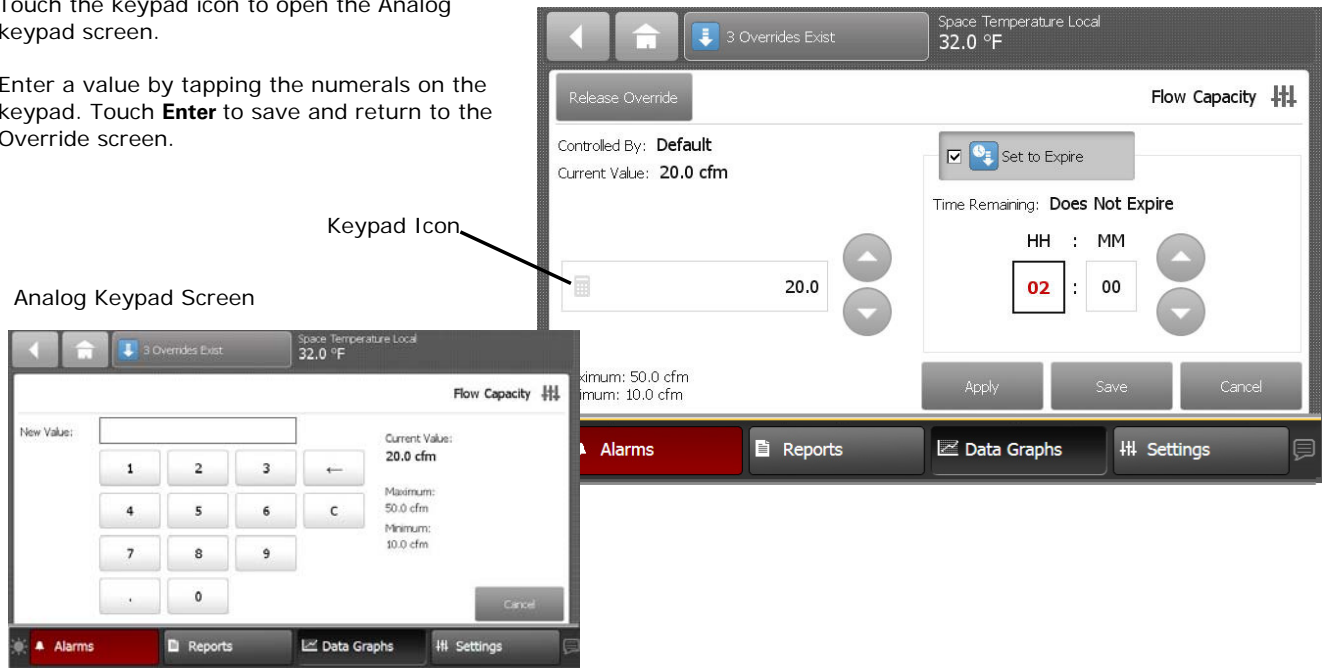 Touch the keypad icon to open the Analog
keypad screen.
Enter a value by tapping the numerals on the
keypad. Touch Enter to save and return to the
Override screen.
Keypad Icon
Analog Keypad Screen
3 Overrides Exist
Space Temperature Local
32.0 °F
Release Override
Flow Capacity
Controlled By: Default
Current Value: 20.0 cfm
Set to Expire
Time Remaining: Does Not Expire
HH : MM
20.0
02 : 00
ximum: 50.0 cfm
imum: 10.0 cfm
Apply
Save
Cancel
Alarms
Reports
Data Graphs
Settings
3 Overrides Exist
Space Temperature Local
32.0 °F
Flow Capacity
New Value:
Current Value:
20.0 cfm
1 2 3 ←
Maximum:
50.0 cfm
4 5 6 C
Minimum:
10.0 cfm
7 8 9
. 0
Cancel
Alarms
Reports
Data Graphs
Settings